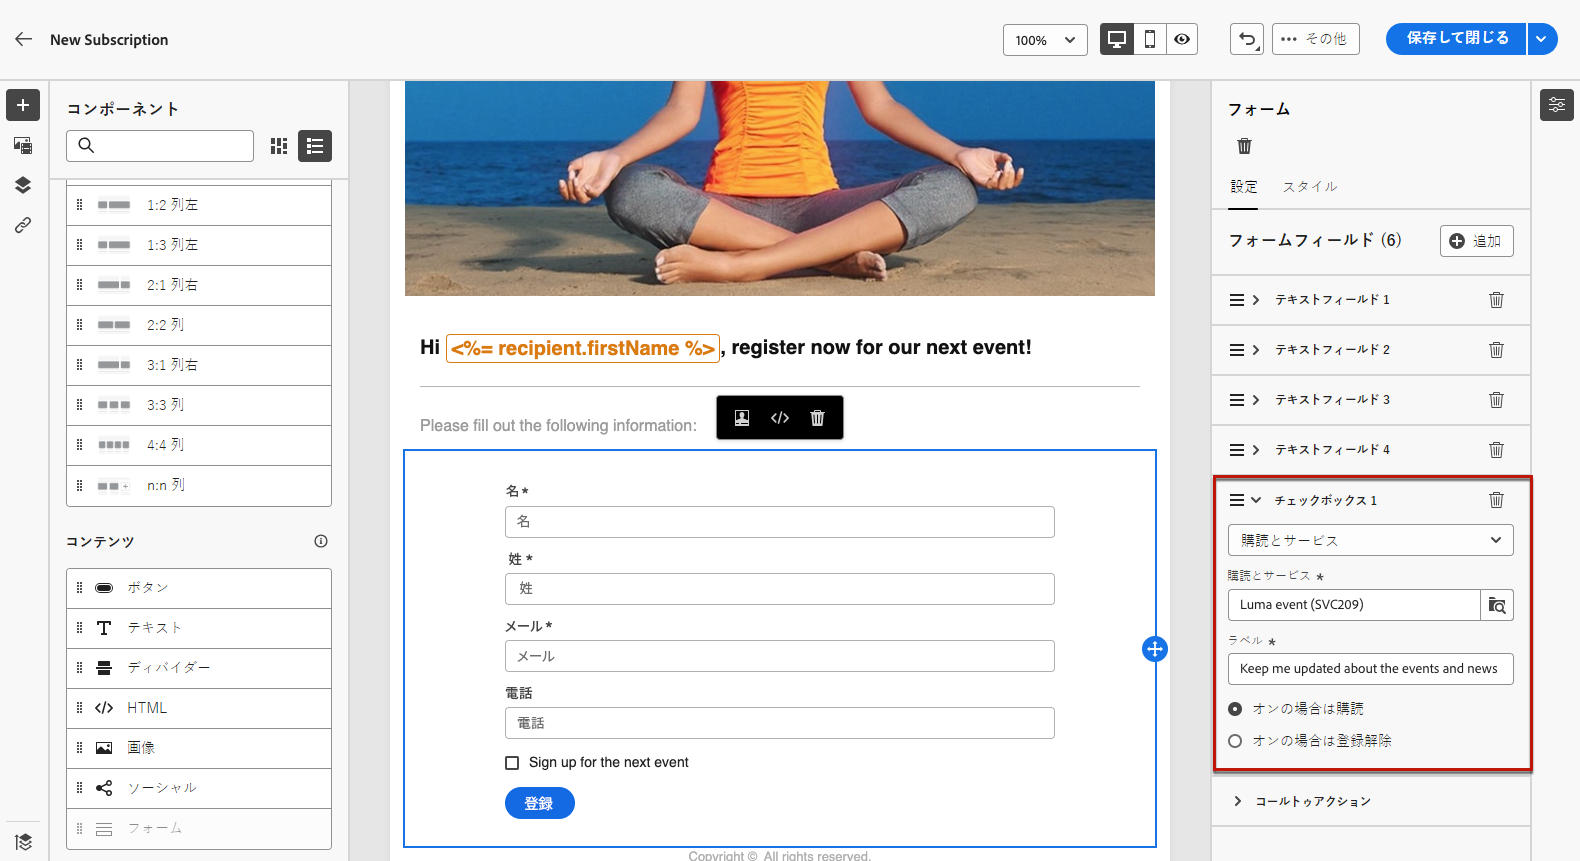 New Subscription
100%
その他
保存して閉じる
コンポーネント
1:2 列左
1:3 列左
2:1 列右
2:2 列
3:1 列右
3:3 列
4:4 列
n:n 列
コンテンツ
ボタン
テキスト
ディバイダー
HTML
画像
ソーシャル
フォーム
Hi <%= recipient.firstName %>, register now for our next event!
Please fill out the following information:
名*
名
姓 *
姓
メール*
メール
電話
電話
Sign up for the next event
登録
Copyright © All rights reserved.
フォーム
設定 スタイル
フォームフィールド (6)
追加
テキストフィールド 1
テキストフィールド 2
テキストフィールド 3
テキストフィールド 4
チェックボックス 1
購読とサービス
購読とサービス *
Luma event (SVC209)
ラベル *
Keep me updated about the events and news
オンの場合は購読
オンの場合は登録解除
コールトゥアクション